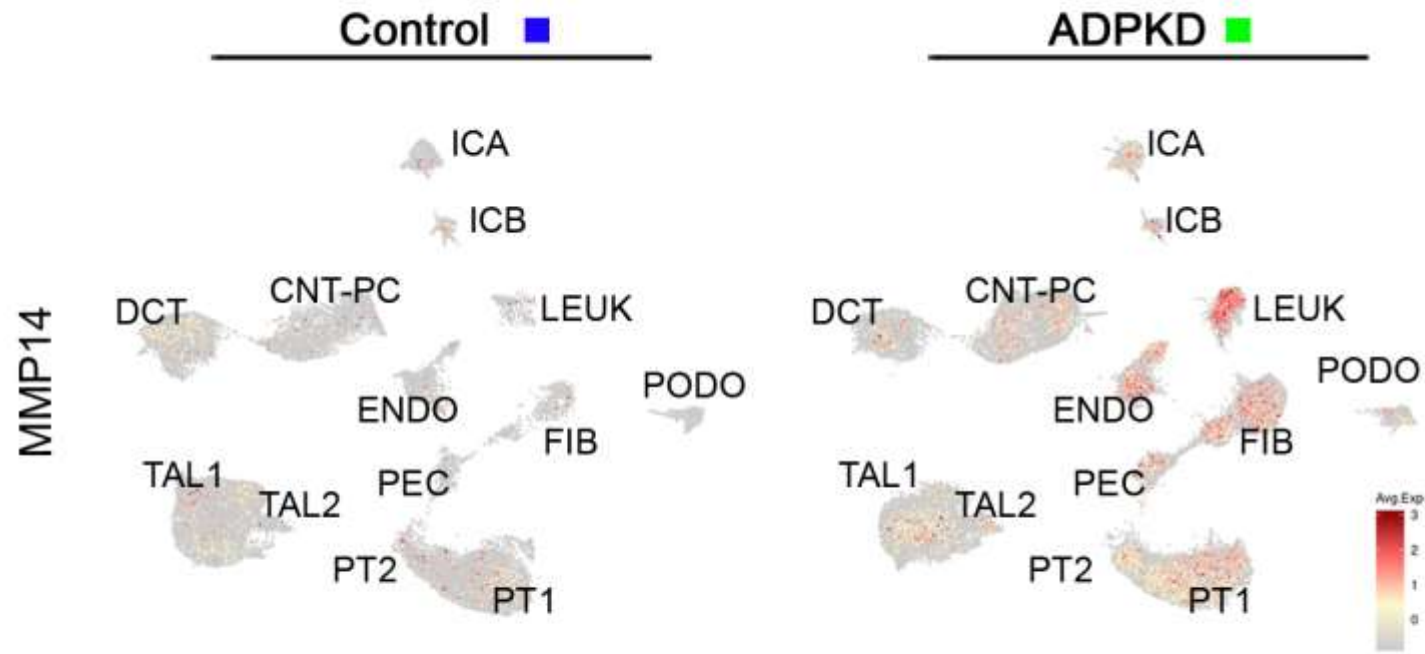 Control
ADPKD
MMP14
ICA
ICB
CNT-PC
DCT
LEUK
ENDO
PODO
FIB
TAL1
PEC
TAL2
PT2
PT1
ICA
ICB
CNT-PC
DCT
LEUK
PODO
ENDO
FIB
TAL1
PEC
TAL2
PT2
PT1
Avg.Exp
3
2
1
0